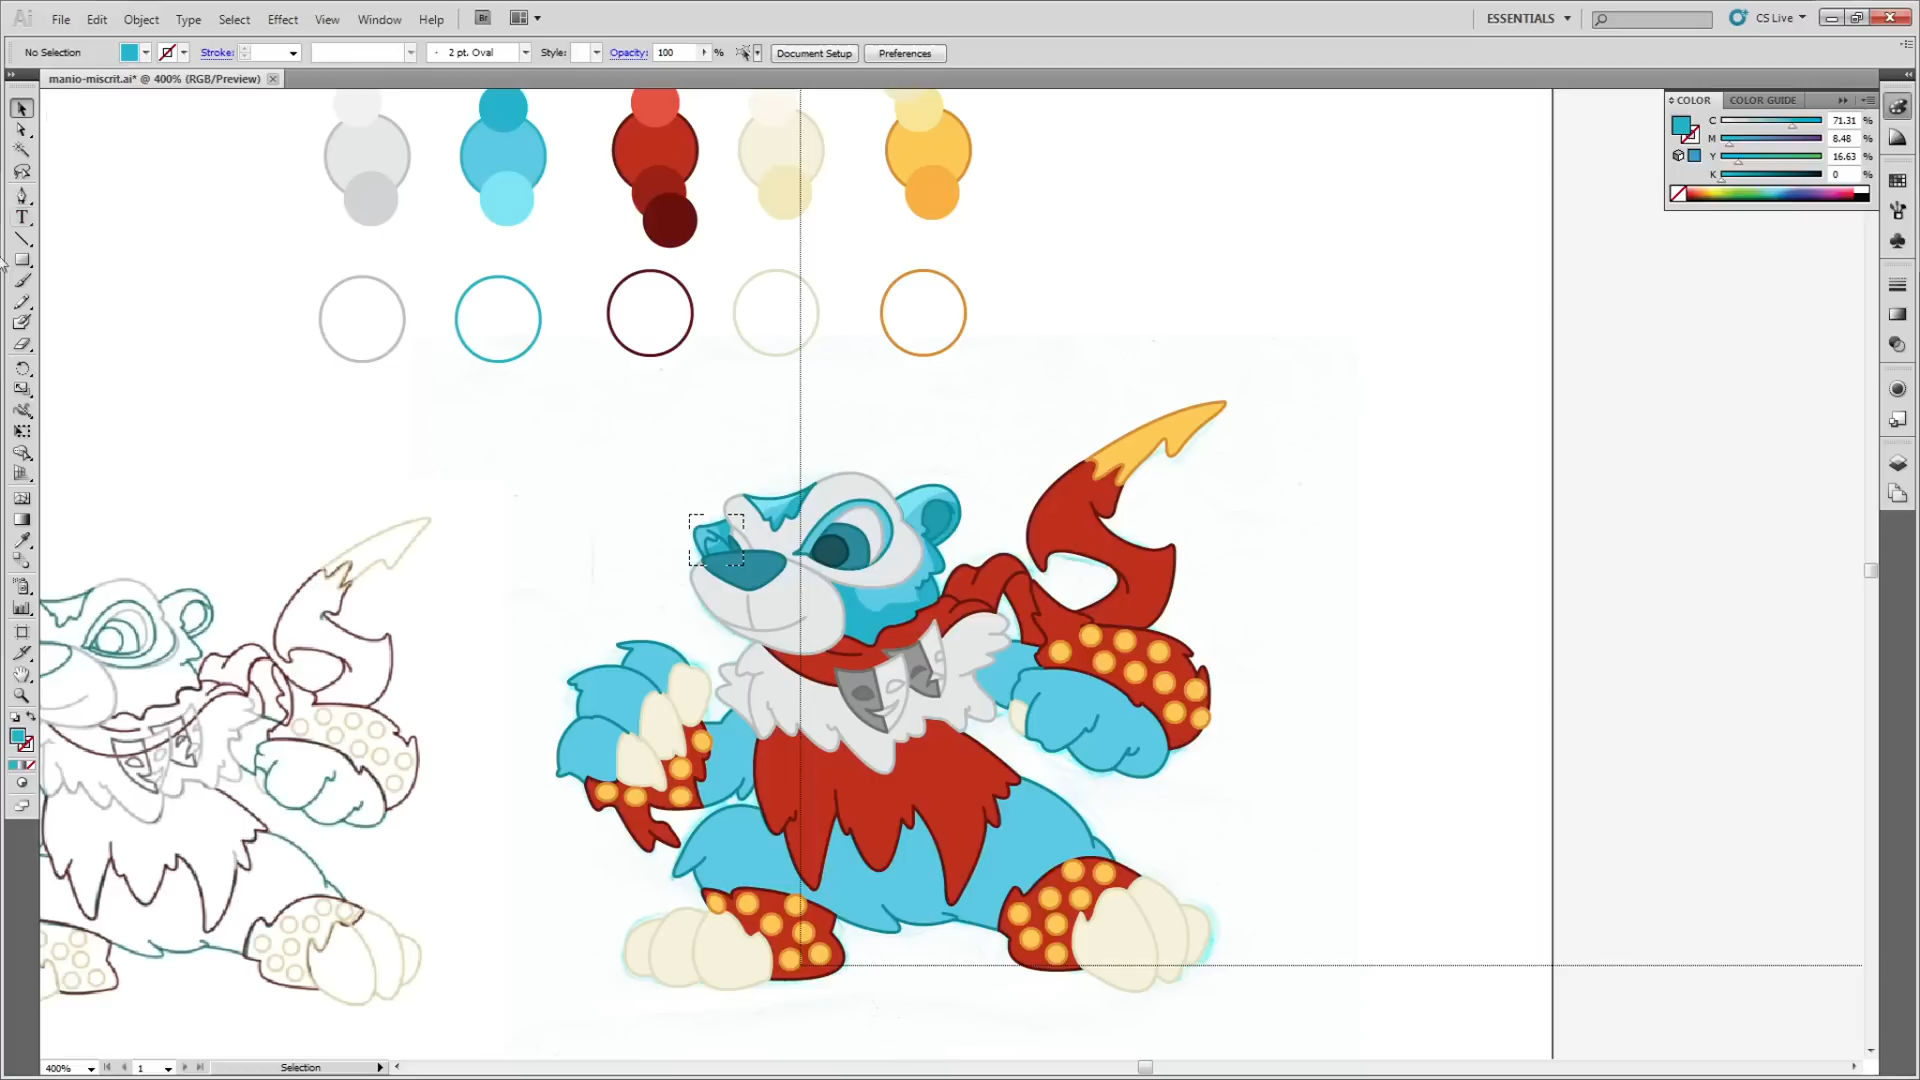 Ai File Edit Object Type Select Effect View Window Help Br ESSENTIALS CS Live
No Selection Stroke: 2 pt. Oval Style: Opacity: 100 % Document Setup Preferences
manio-miscrit.ai* @ 400% (RGB/Preview)
COLOR COLOR GUIDE
C 71.31 %
M 8.48 %
Y 16.63 %
K 0 %
T
400% 1 Selection